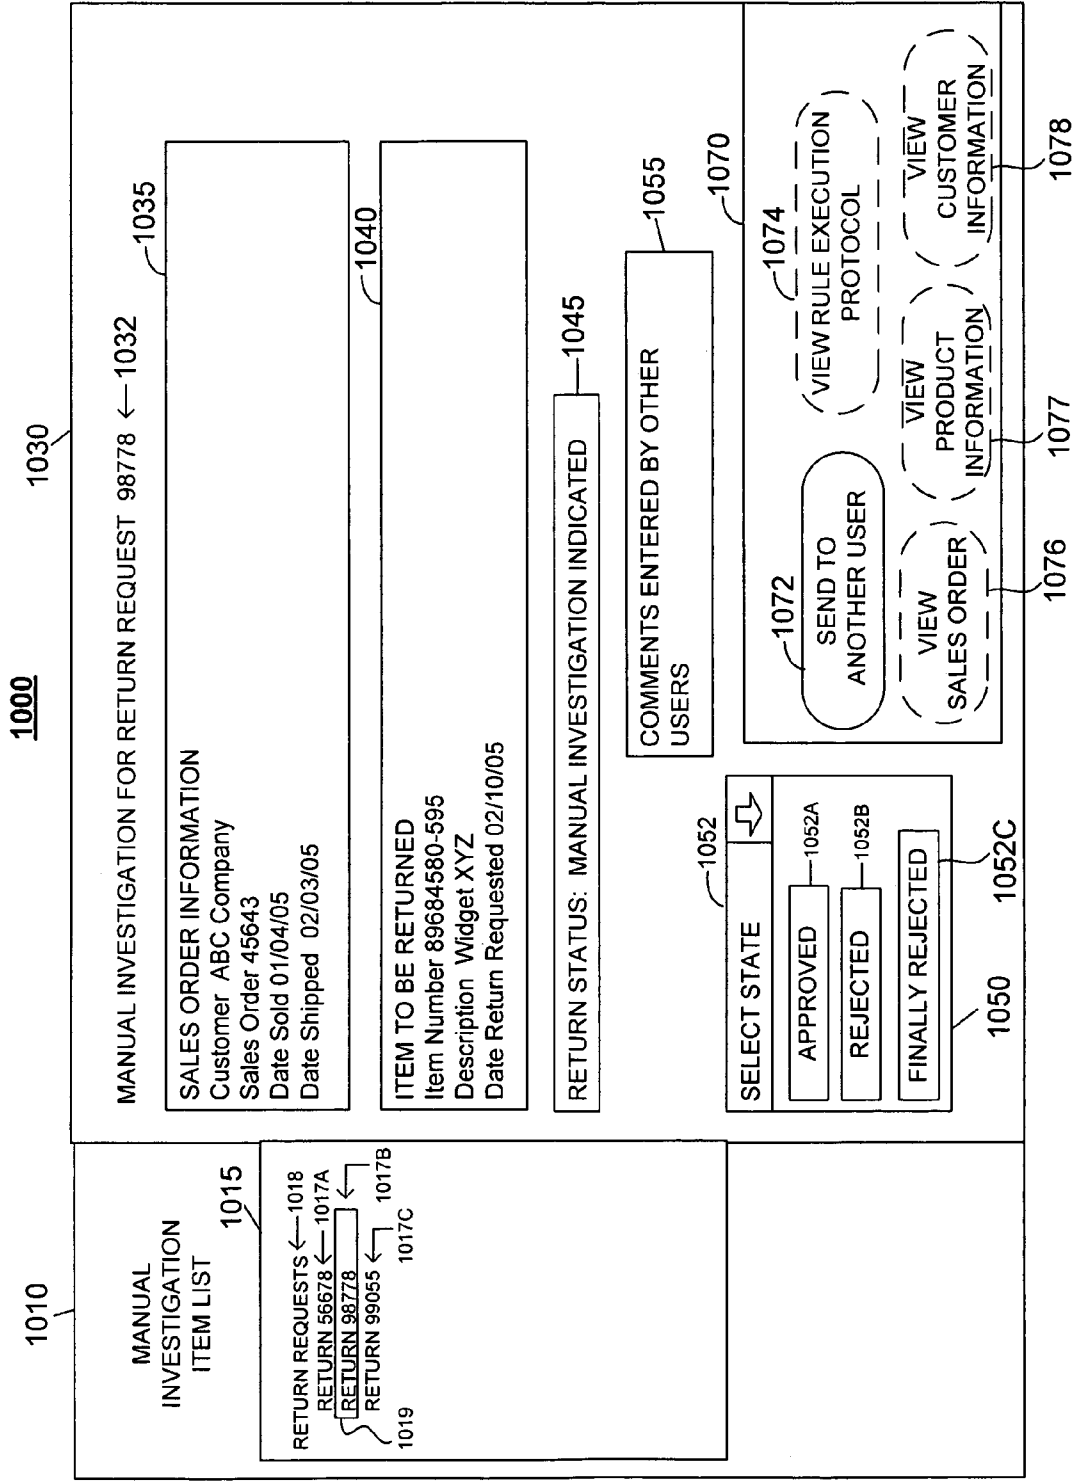 1000
1010
1030
MANUAL
INVESTIGATION
ITEM LIST
1015
RETURN REQUESTS
1018
RETURN 56678
1017A
RETURN 98778
1017B
RETURN 99055
1017C
1019
MANUAL INVESTIGATION FOR RETURN REQUEST 98778
1032
1035
SALES ORDER INFORMATION
Customer ABC Company
Sales Order 45643
Date Sold 01/04/05
Date Shipped 02/03/05
1040
ITEM TO BE RETURNED
Item Number 89684580-595
Description Widget XYZ
Date Return Requested 02/10/05
RETURN STATUS: MANUAL INVESTIGATION INDICATED
1045
COMMENTS ENTERED BY OTHER
USERS
1055
1052
SELECT STATE
APPROVED
1052A
REJECTED
1052B
FINALLY REJECTED
1052C
1050
1070
1072
SEND TO
ANOTHER USER
1074
VIEW RULE EXECUTION
PROTOCOL
VIEW
SALES ORDER
1076
VIEW
PRODUCT
INFORMATION
1077
VIEW
CUSTOMER
INFORMATION
1078